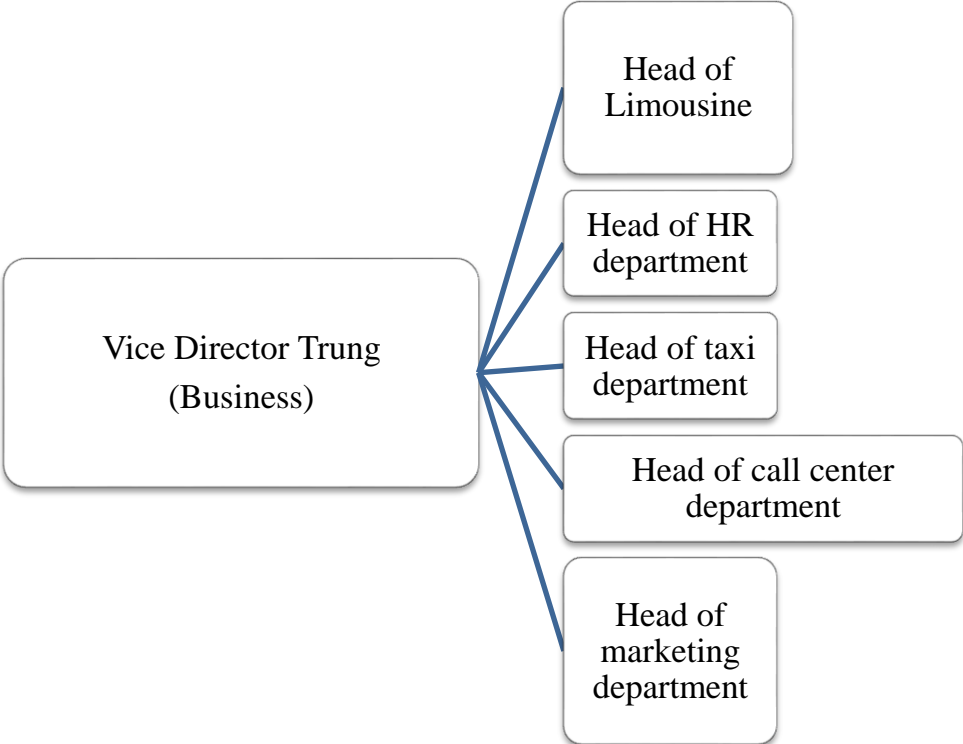 Head of
Limousine
Head of HR
department
Vice Director Trung
(Business)
Head of taxi
department
Head of call center
department
Head of
marketing
department